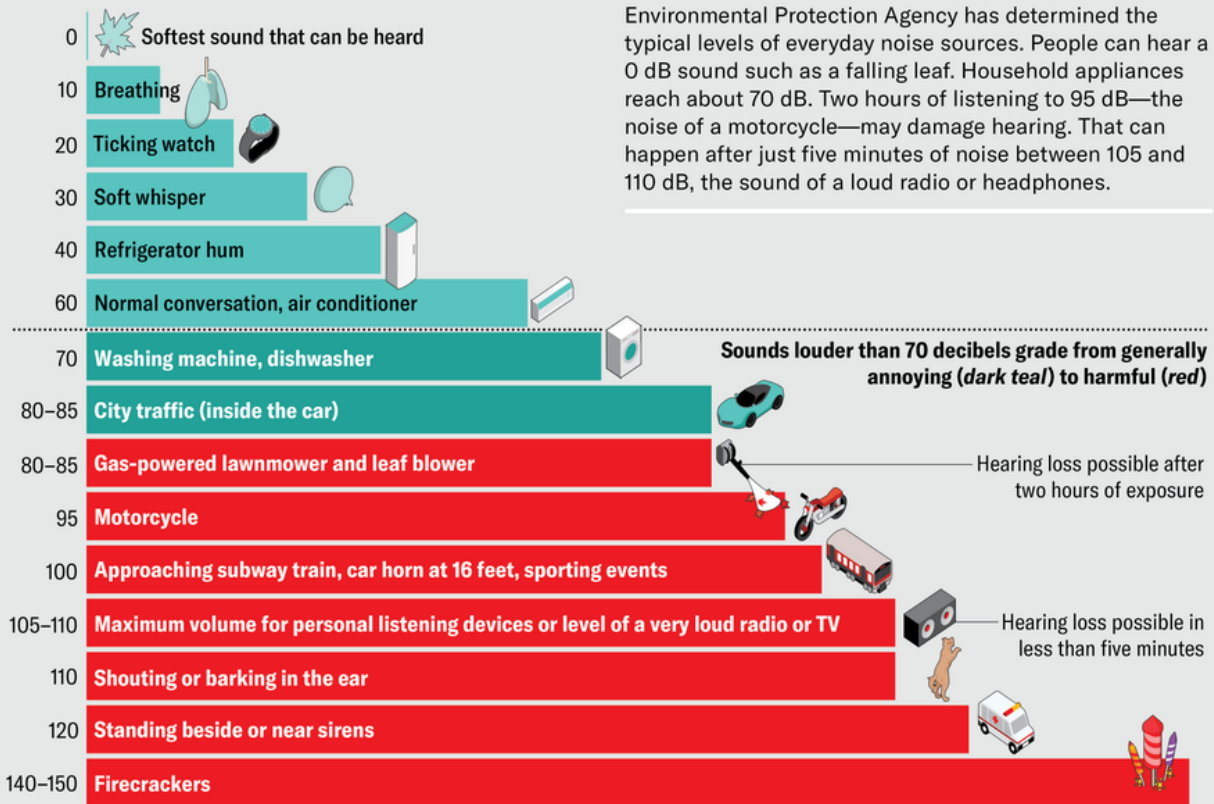 Environmental Protection Agency has determined the
typical levels of everyday noise sources. People can hear a
0 dB sound such as a falling leaf. Household appliances
reach about 70 dB. Two hours of listening to 95 dB—the
noise of a motorcycle—may damage hearing. That can
happen after just five minutes of noise between 105 and
110 dB, the sound of a loud radio or headphones.
0 Softest sound that can be heard
10 Breathing
20 Ticking watch
30 Soft whisper
40 Refrigerator hum
60 Normal conversation, air conditioner
Sounds louder than 70 decibels grade from generally
annoying (dark teal) to harmful (red)
70 Washing machine, dishwasher
80–85 City traffic (inside the car)
80–85 Gas-powered lawnmower and leaf blower
Hearing loss possible after
two hours of exposure
95 Motorcycle
100 Approaching subway train, car horn at 16 feet, sporting events
105–110 Maximum volume for personal listening devices or level of a very loud radio or TV
Hearing loss possible in
less than five minutes
110 Shouting or barking in the ear
120 Standing beside or near sirens
140–150 Firecrackers